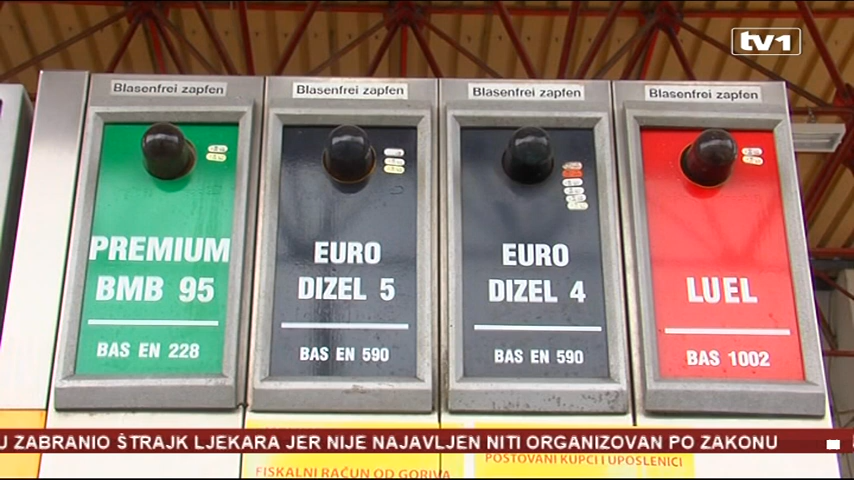 tv1
Blasenfrei zapfen
Blasenfrei zapfen
Blasenfrei zapfen
Blasenfrei zapfen
PREMIUM
BMB 95
BAS EN 228
EURO
DIZEL 5
BAS EN 590
EURO
DIZEL 4
BAS EN 590
LUEL
BAS 1002
ZABRANIO ŠTRAJK LJEKARA JER NIJE NAJAVLJEN NITI ORGANIZOVAN PO ZAKONU
FISKALNI RAČUN OD GORIVA
POSTOVANI KUPCI I UPOSLENICI